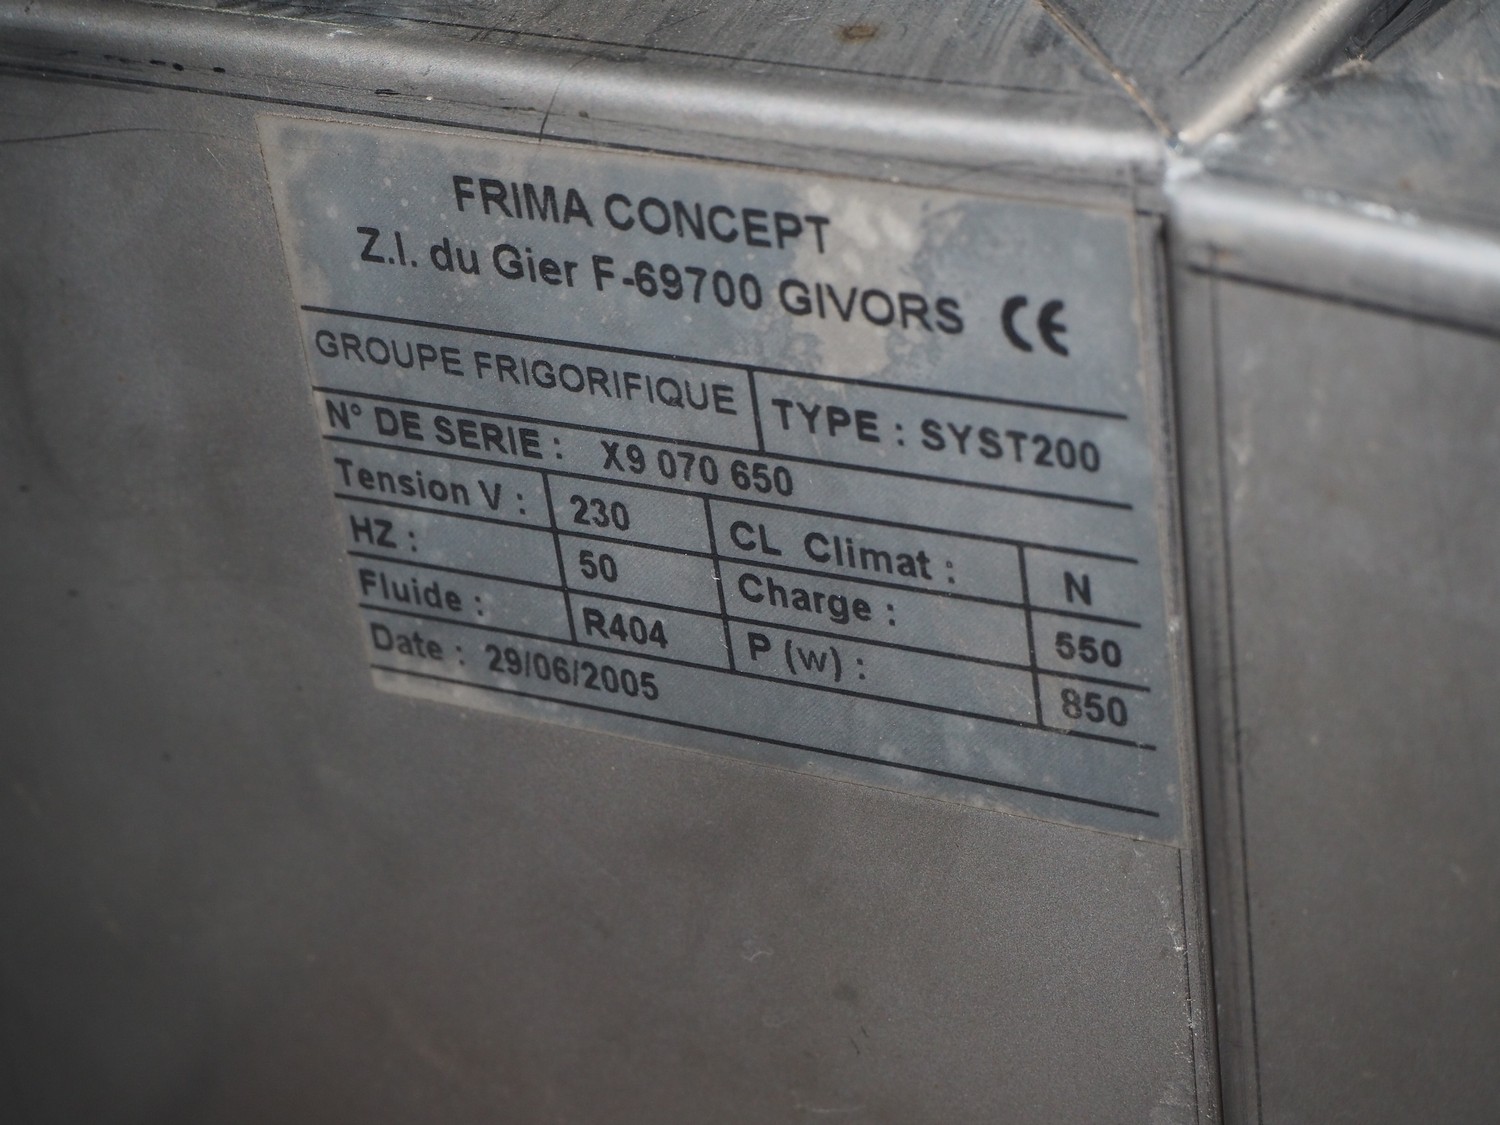 FRIMA CONCEPT
Z.I. du Gier F-69700 GIVORS CE
GROUPE FRIGORIFIQUE TYPE : SYST200
N° DE SERIE : X9 070 650
Tension V : 230 CL Climat : N
HZ : 50 Charge : 550
Fluide : R404 P (w) : 850
Date : 29/06/2005